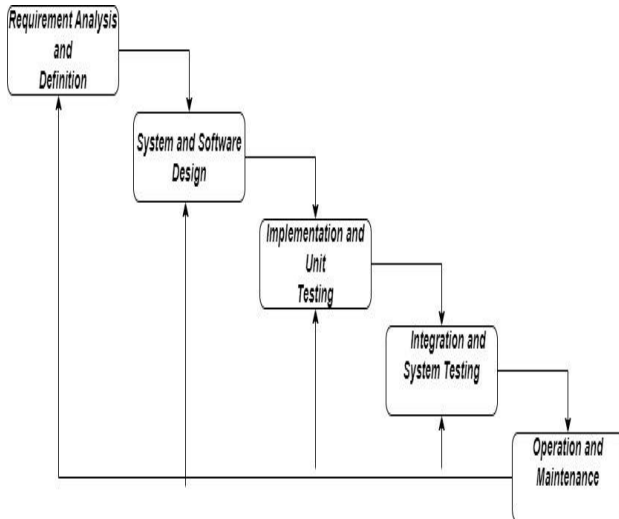 Requirement Analysis
and
Definition
System and Software
Design
Implementation and
Unit
Testing
Integration and
System Testing
Operation and
Maintenance